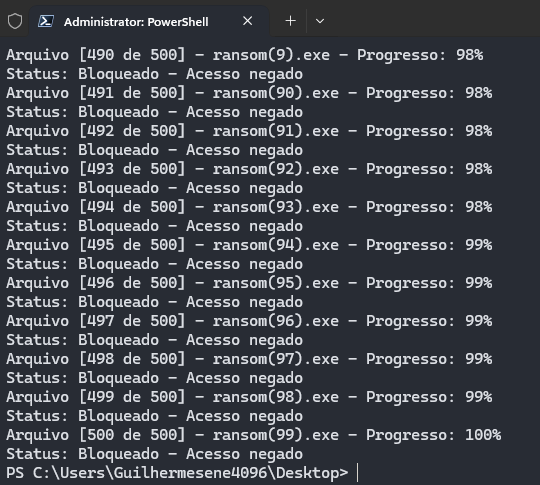 Administrator: PowerShell
Arquivo [490 de 500] - ransom(9).exe - Progresso: 98%
Status: Bloqueado - Acesso negado
Arquivo [491 de 500] - ransom(90).exe - Progresso: 98%
Status: Bloqueado - Acesso negado
Arquivo [492 de 500] - ransom(91).exe - Progresso: 98%
Status: Bloqueado - Acesso negado
Arquivo [493 de 500] - ransom(92).exe - Progresso: 98%
Status: Bloqueado - Acesso negado
Arquivo [494 de 500] - ransom(93).exe - Progresso: 98%
Status: Bloqueado - Acesso negado
Arquivo [495 de 500] - ransom(94).exe - Progresso: 99%
Status: Bloqueado - Acesso negado
Arquivo [496 de 500] - ransom(95).exe - Progresso: 99%
Status: Bloqueado - Acesso negado
Arquivo [497 de 500] - ransom(96).exe - Progresso: 99%
Status: Bloqueado - Acesso negado
Arquivo [498 de 500] - ransom(97).exe - Progresso: 99%
Status: Bloqueado - Acesso negado
Arquivo [499 de 500] - ransom(98).exe - Progresso: 99%
Status: Bloqueado - Acesso negado
Arquivo [500 de 500] - ransom(99).exe - Progresso: 100%
Status: Bloqueado - Acesso negado
PS C:\Users\Guilhermesene4096\Desktop>